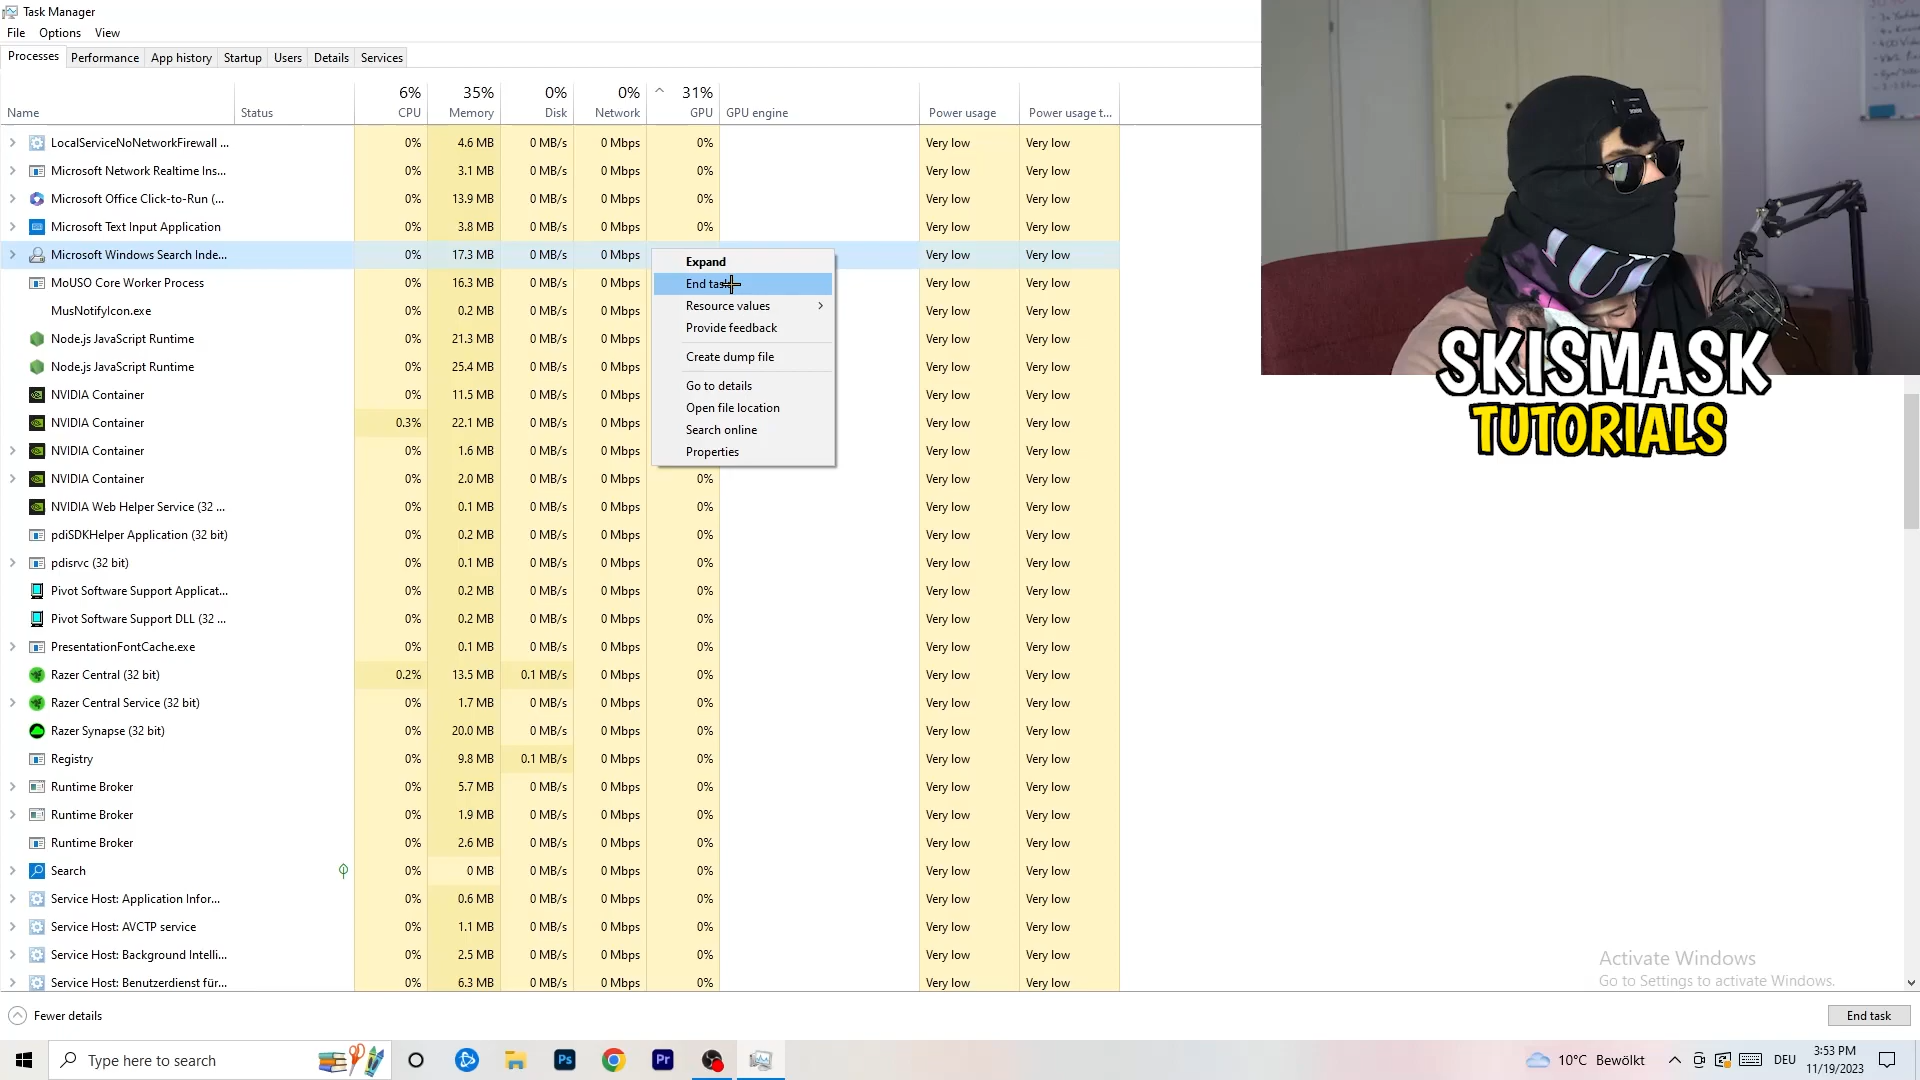 Task Manager
File Options View
Processes Performance App history Startup Users Details Services
6% 35% 0% 0% 31%
Name Status CPU Memory Disk Network GPU GPU engine Power usage Power usage t...
LocalServiceNoNetworkFirewall ... 0% 4.6 MB 0 MB/s 0 Mbps 0% Very low Very low
Microsoft Network Realtime Ins... 0% 3.1 MB 0 MB/s 0 Mbps 0% Very low Very low
Microsoft Office Click-to-Run (... 0% 13.9 MB 0 MB/s 0 Mbps 0% Very low Very low
Microsoft Text Input Application 0% 3.8 MB 0 MB/s 0 Mbps 0% Very low Very low
Microsoft Windows Search Inde... 0% 17.3 MB 0 MB/s 0 Mbps Very low Very low
MoUSO Core Worker Process 0% 16.3 MB 0 MB/s 0 Mbps Very low Very low
MusNotifyIcon.exe 0% 0.2 MB 0 MB/s 0 Mbps Very low Very low
Node.js JavaScript Runtime 0% 21.3 MB 0 MB/s 0 Mbps Very low Very low
Node.js JavaScript Runtime 0% 25.4 MB 0 MB/s 0 Mbps Very low Very low
NVIDIA Container 0% 11.5 MB 0 MB/s 0 Mbps Very low Very low
NVIDIA Container 0.3% 22.1 MB 0 MB/s 0 Mbps Very low Very low
NVIDIA Container 0% 1.6 MB 0 MB/s 0 Mbps Very low Very low
NVIDIA Container 0% 2.0 MB 0 MB/s 0 Mbps 0% Very low Very low
NVIDIA Web Helper Service (32 ... 0% 0.1 MB 0 MB/s 0 Mbps 0% Very low Very low
pdiSDKHelper Application (32 bit) 0% 0.2 MB 0 MB/s 0 Mbps 0% Very low Very low
pdisrvc (32 bit) 0% 0.1 MB 0 MB/s 0 Mbps 0% Very low Very low
Pivot Software Support Applicat... 0% 0.2 MB 0 MB/s 0 Mbps 0% Very low Very low
Pivot Software Support DLL (32 ... 0% 0.2 MB 0 MB/s 0 Mbps 0% Very low Very low
PresentationFontCache.exe 0% 0.1 MB 0 MB/s 0 Mbps 0% Very low Very low
Razer Central (32 bit) 0.2% 13.5 MB 0.1 MB/s 0 Mbps 0% Very low Very low
Razer Central Service (32 bit) 0% 1.7 MB 0 MB/s 0 Mbps 0% Very low Very low
Razer Synapse (32 bit) 0% 20.0 MB 0 MB/s 0 Mbps 0% Very low Very low
Registry 0% 9.8 MB 0.1 MB/s 0 Mbps 0% Very low Very low
Runtime Broker 0% 5.7 MB 0 MB/s 0 Mbps 0% Very low Very low
Runtime Broker 0% 1.9 MB 0 MB/s 0 Mbps 0% Very low Very low
Runtime Broker 0% 2.6 MB 0 MB/s 0 Mbps 0% Very low Very low
Search 0% 0 MB 0 MB/s 0 Mbps 0% Very low Very low
Service Host: Application Infor... 0% 0.6 MB 0 MB/s 0 Mbps 0% Very low Very low
Service Host: AVCTP service 0% 1.1 MB 0 MB/s 0 Mbps 0% Very low Very low
Service Host: Background Intelli... 0% 2.5 MB 0 MB/s 0 Mbps 0% Very low Very low
Service Host: Benutzerdienst für... 0% 6.3 MB 0 MB/s 0 Mbps 0% Very low Very low
Expand
End task
Resource values
Provide feedback
Create dump file
Go to details
Open file location
Search online
Properties
SKISMASK
TUTORIALS
Activate Windows
Go to Settings to activate Windows.
Fewer details End task
Type here to search Ps Pr 10°C Bewölkt DEU 3:53 PM
11/19/2023